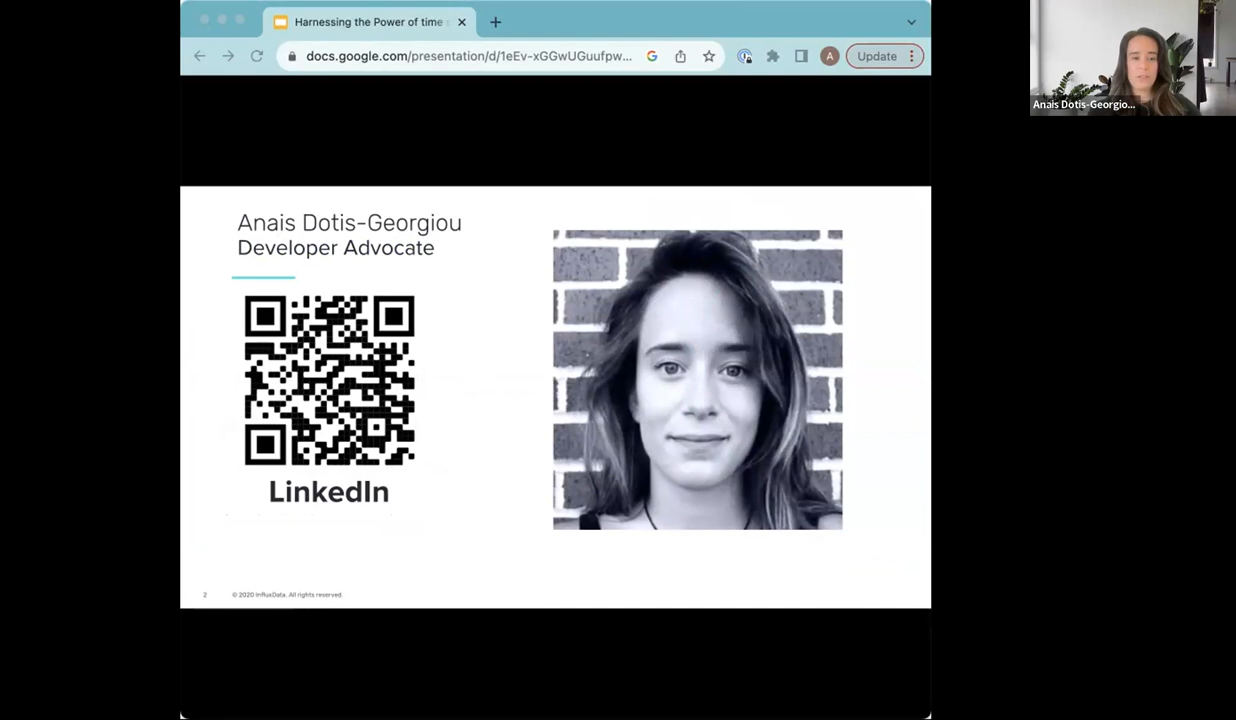 Harnessing the Power of time
docs.google.com/presentation/d/1eEv-xGGwUGuufpw...
A
Update
Anais Dotis-Georgio...
Anais Dotis-Georgiou
Developer Advocate
LinkedIn
2
© 2020 InfluxData. All rights reserved.